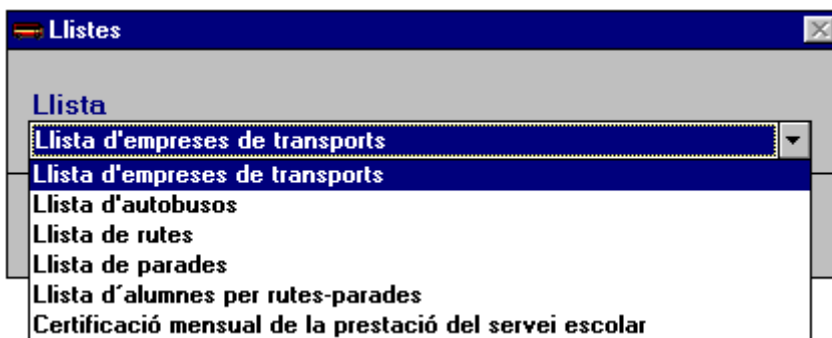 Llistes
Llista
Llista d'empreses de transports
Llista d'empreses de transports
Llista d'autobusos
Llista de rutes
Llista de parades
Llista d´alumnes per rutes-parades
Certificació mensual de la prestació del servei escolar